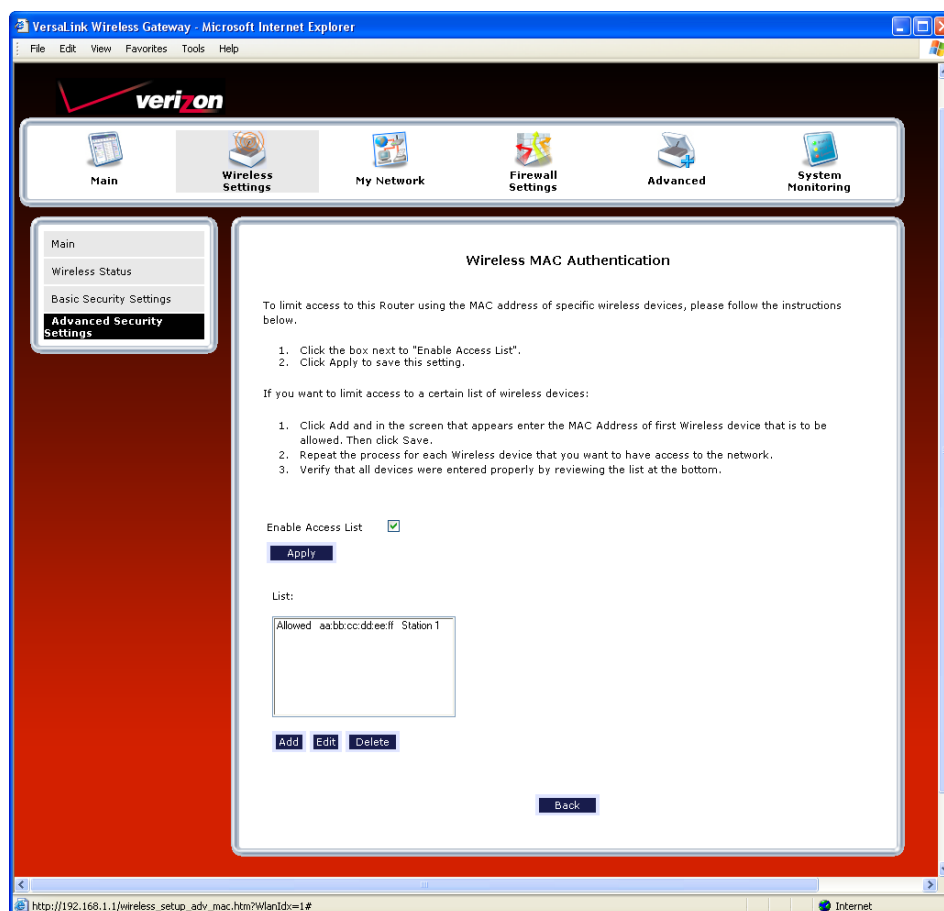 VersaLink Wireless Gateway - Microsoft Internet Explorer
File Edit View Favorites Tools Help
verizon
Main
Wireless
Settings
My Network
Firewall
Settings
Advanced
System
Monitoring
Main
Wireless Status
Basic Security Settings
Advanced Security
Settings
Wireless MAC Authentication
To limit access to this Router using the MAC address of specific wireless devices, please follow the instructions
below.
1. Click the box next to "Enable Access List".
2. Click Apply to save this setting.
If you want to limit access to a certain list of wireless devices:
1. Click Add and in the screen that appears enter the MAC Address of first Wireless device that is to be
allowed. Then click Save.
2. Repeat the process for each Wireless device that you want to have access to the network.
3. Verify that all devices were entered properly by reviewing the list at the bottom.
Enable Access List
Apply
List:
Allowed aa:bb:cc:dd:ee:ff Station 1
Add Edit Delete
Back
http://192.168.1.1/wireless_setup_adv_mac.htm?WlanIdx=1#
Internet